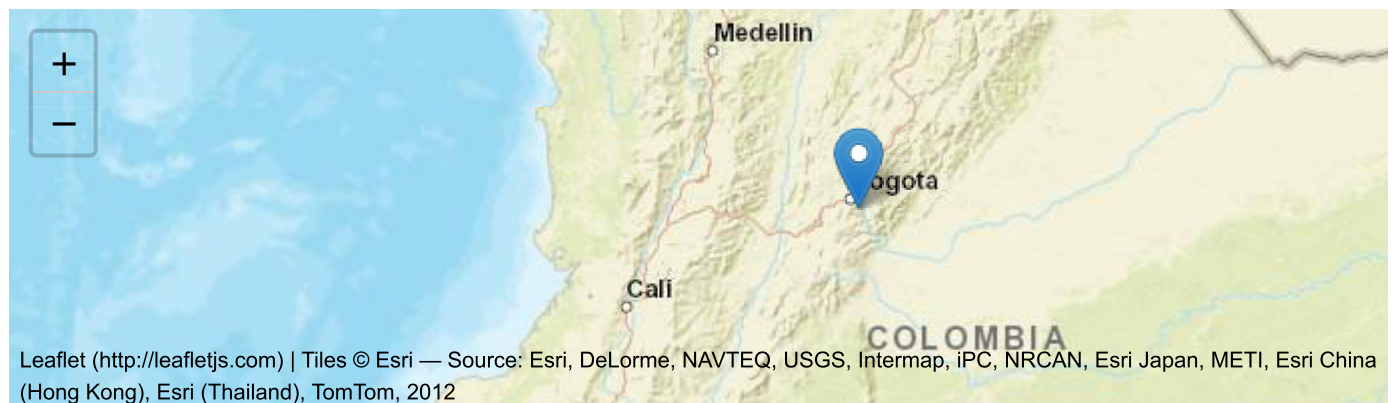 Medellin
+
−
ogota
Cali
COLOMBIA
Leaflet (http://leafletjs.com) | Tiles © Esri — Source: Esri, DeLorme, NAVTEQ, USGS, Intermap, iPC, NRCAN, Esri Japan, METI, Esri China
(Hong Kong), Esri (Thailand), TomTom, 2012